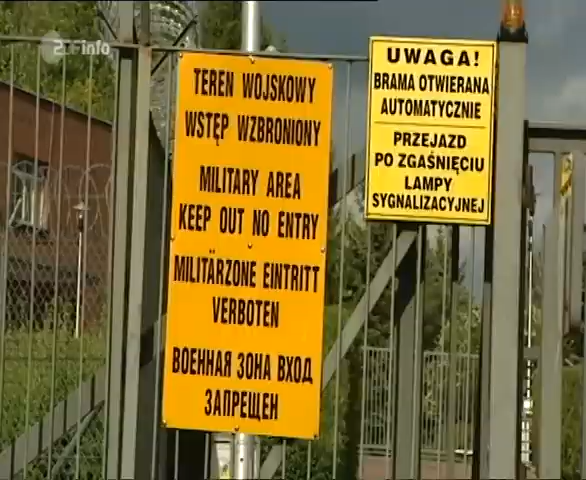 ZDFinfo
TEREN WOJSKOWY
WSTĘP WZBRONIONY
MILITARY AREA
KEEP OUT NO ENTRY
MILITÄRZONE EINTRITT
VERBOTEN
ВОЕННАЯ ЗОНА ВХОД
ЗАПРЕЩЕН
UWAGA!
BRAMA OTWIERANA
AUTOMATYCZNIE
PRZEJAZD
PO ZGAŚNIĘCIU
LAMPY
SYGNALIZACYJNEJ